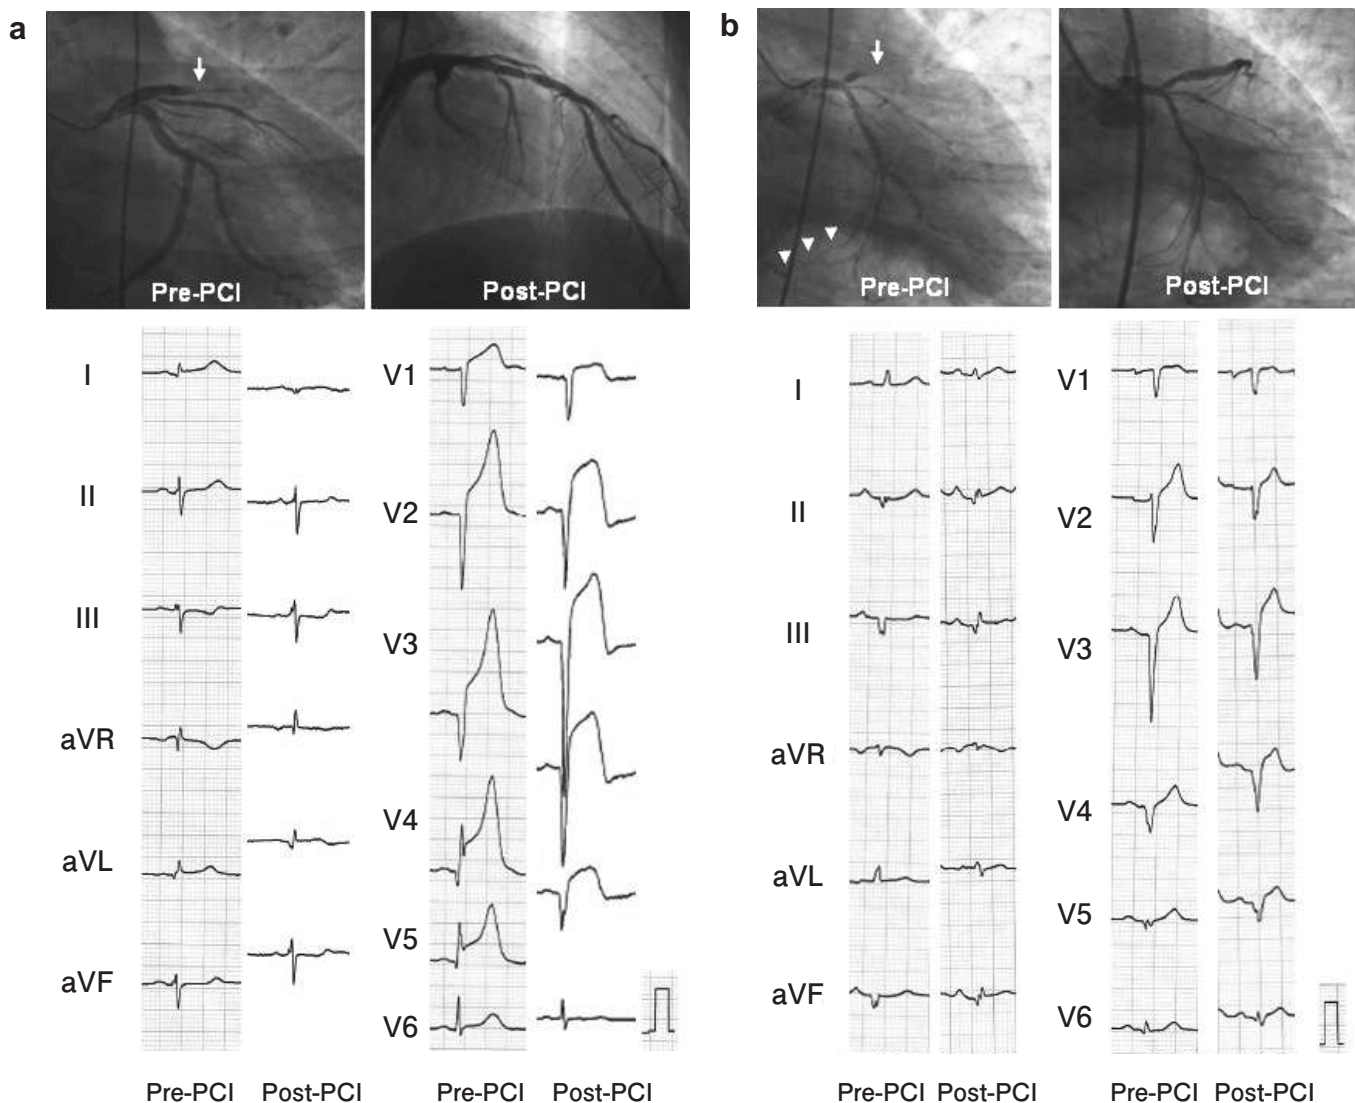 a
Pre-PCI
Post-PCI
I
II
III
aVR
aVL
aVF
V1
V2
V3
V4
V5
V6
Pre-PCI
Post-PCI
Pre-PCI
Post-PCI
b
Pre-PCI
Post-PCI
I
II
III
aVR
aVL
aVF
V1
V2
V3
V4
V5
V6
Pre-PCI
Post-PCI
Pre-PCI
Post-PCI